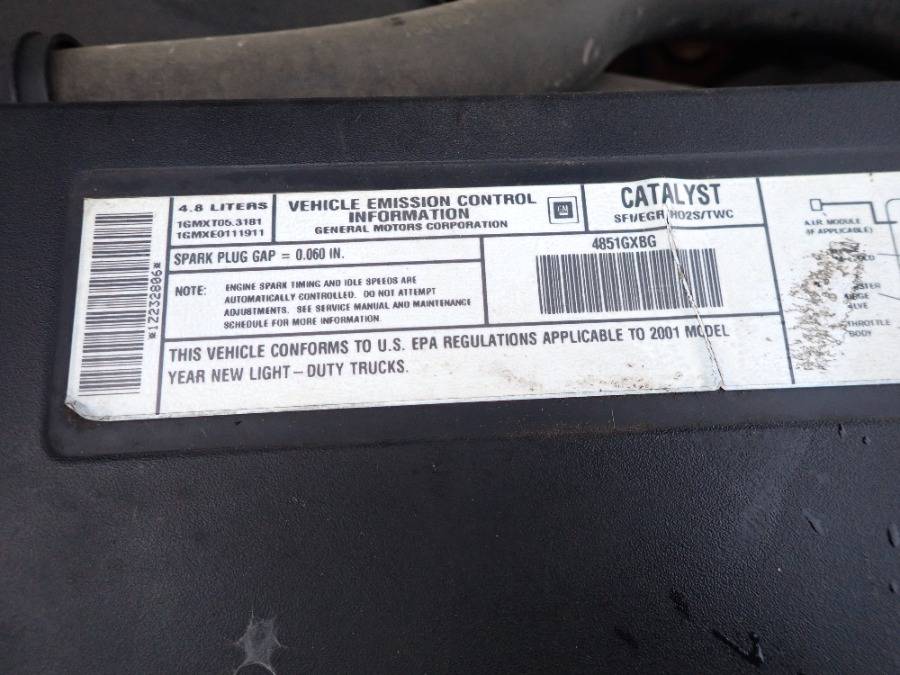 *12232806*
4.8 LITERS
1GMXT05.3181
1GMXE0111911
VEHICLE EMISSION CONTROL
INFORMATION
GENERAL MOTORS CORPORATION
GM
CATALYST
SFI/EGR/HO2S/TWC
SPARK PLUG GAP = 0.060 IN.
NOTE: ENGINE SPARK TIMING AND IDLE SPEEDS ARE
AUTOMATICALLY CONTROLLED. DO NOT ATTEMPT
ADJUSTMENTS. SEE SERVICE MANUAL AND MAINTENANCE
SCHEDULE FOR MORE INFORMATION.
4851GXBG
THIS VEHICLE CONFORMS TO U.S. EPA REGULATIONS APPLICABLE TO 2001 MODEL
YEAR NEW LIGHT-DUTY TRUCKS.
A.I.R. MODULE
(IF APPLICABLE)
THROTTLE
BODY